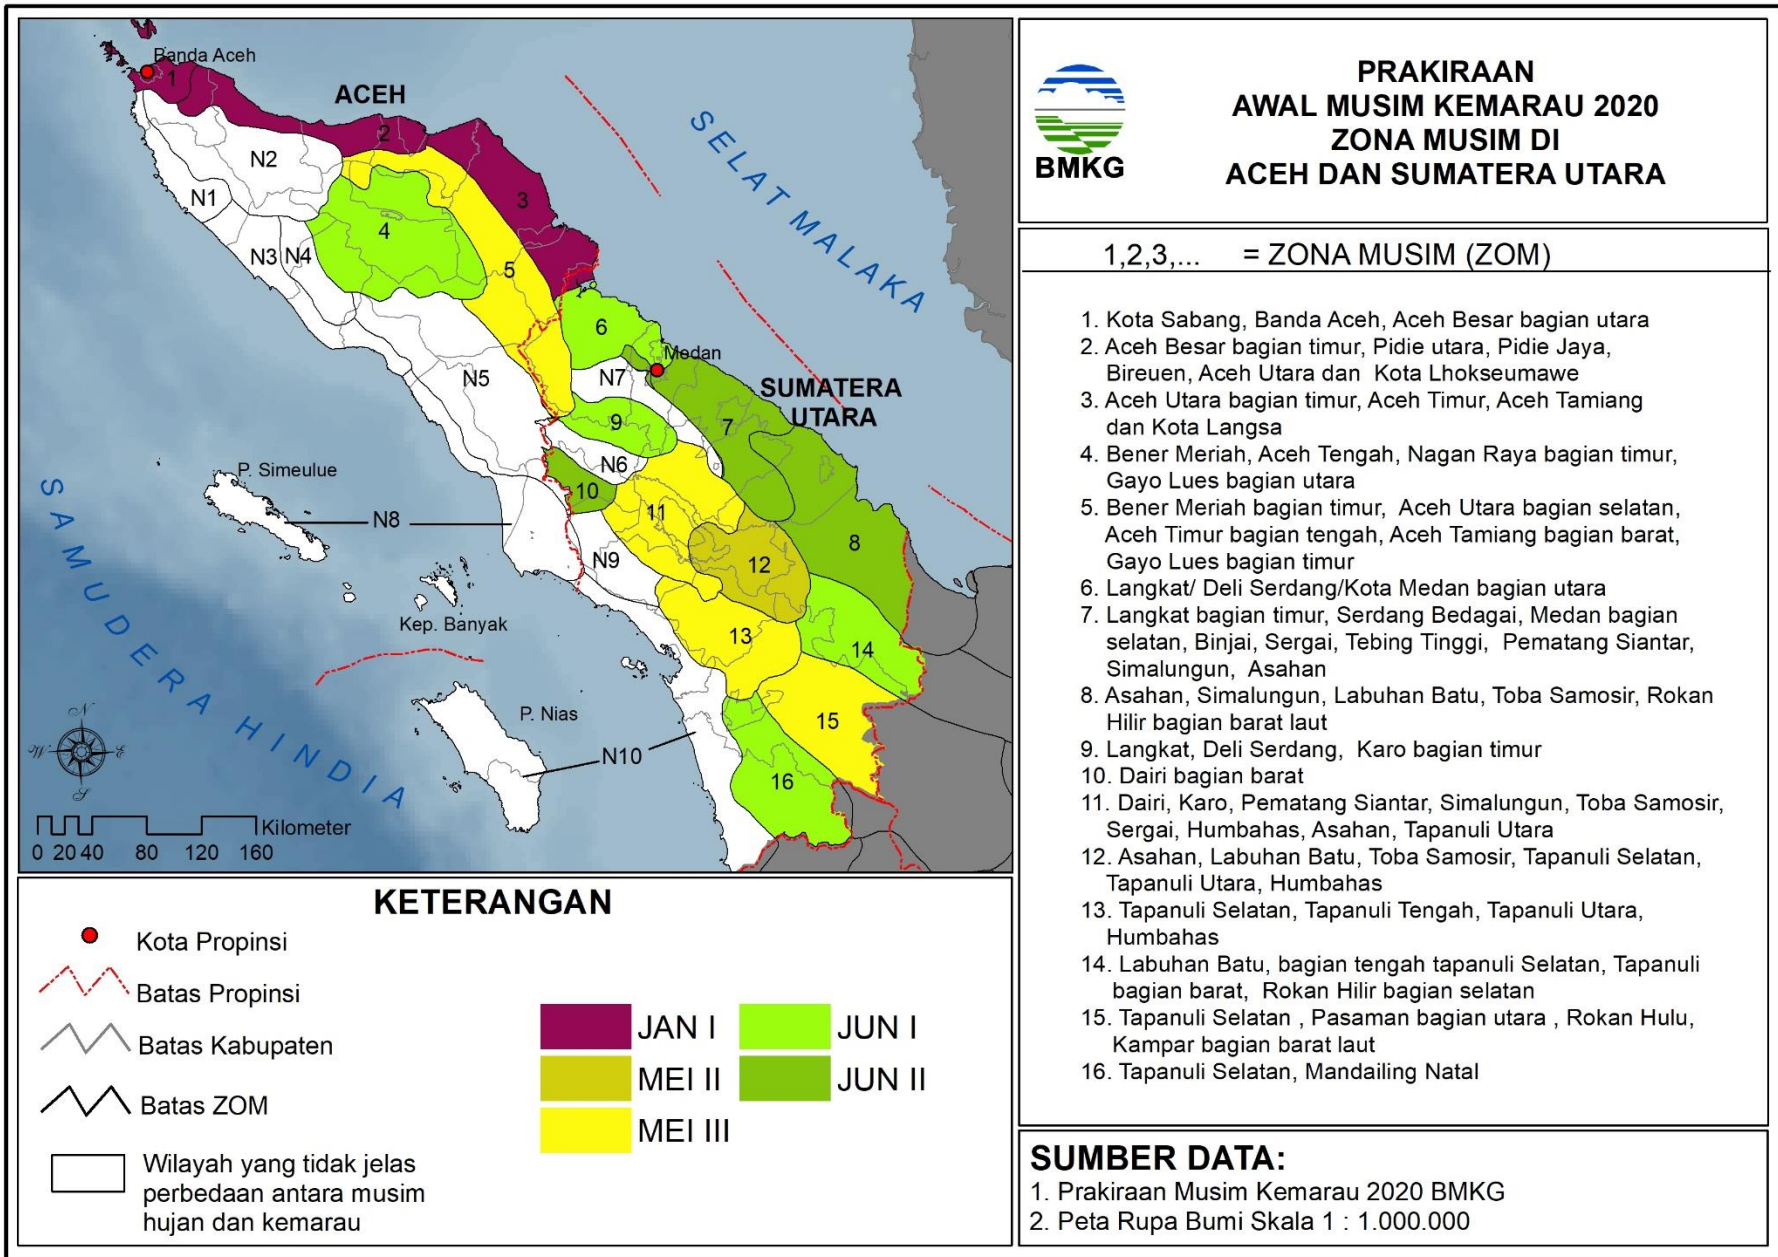 Banda Aceh
ACEH
1
2
3
4
5
6
7
8
9
10
11
12
13
14
15
16
N1
N2
N3
N4
N5
N6
N7
N8
N9
N10
Medan
SUMATERA
UTARA
SELAT MALAKA
SAMUDERA HINDIA
P. Simeulue
Kep. Banyak
P. Nias
N
W
E
S
Kilometer
0 20 40 80 120 160
BMKG
PRAKIRAAN
AWAL MUSIM KEMARAU 2020
ZONA MUSIM DI
ACEH DAN SUMATERA UTARA
1,2,3,... = ZONA MUSIM (ZOM)
1. Kota Sabang, Banda Aceh, Aceh Besar bagian utara
2. Aceh Besar bagian timur, Pidie utara, Pidie Jaya,
Bireuen, Aceh Utara dan Kota Lhokseumawe
3. Aceh Utara bagian timur, Aceh Timur, Aceh Tamiang
dan Kota Langsa
4. Bener Meriah, Aceh Tengah, Nagan Raya bagian timur,
Gayo Lues bagian utara
5. Bener Meriah bagian timur, Aceh Utara bagian selatan,
Aceh Timur bagian tengah, Aceh Tamiang bagian barat,
Gayo Lues bagian timur
6. Langkat/ Deli Serdang/Kota Medan bagian utara
7. Langkat bagian timur, Serdang Bedagai, Medan bagian
selatan, Binjai, Sergai, Tebing Tinggi, Pematang Siantar,
Simalungun, Asahan
8. Asahan, Simalungun, Labuhan Batu, Toba Samosir, Rokan
Hilir bagian barat laut
9. Langkat, Deli Serdang, Karo bagian timur
10. Dairi bagian barat
11. Dairi, Karo, Pematang Siantar, Simalungun, Toba Samosir,
Sergai, Humbahas, Asahan, Tapanuli Utara
12. Asahan, Labuhan Batu, Toba Samosir, Tapanuli Selatan,
Tapanuli Utara, Humbahas
13. Tapanuli Selatan, Tapanuli Tengah, Tapanuli Utara,
Humbahas
14. Labuhan Batu, bagian tengah tapanuli Selatan, Tapanuli
bagian barat, Rokan Hilir bagian selatan
15. Tapanuli Selatan , Pasaman bagian utara , Rokan Hulu,
Kampar bagian barat laut
16. Tapanuli Selatan, Mandailing Natal
KETERANGAN
Kota Propinsi
Batas Propinsi
Batas Kabupaten
Batas ZOM
Wilayah yang tidak jelas
perbedaan antara musim
hujan dan kemarau
JAN I
MEI II
MEI III
JUN I
JUN II
SUMBER DATA:
1. Prakiraan Musim Kemarau 2020 BMKG
2. Peta Rupa Bumi Skala 1 : 1.000.000